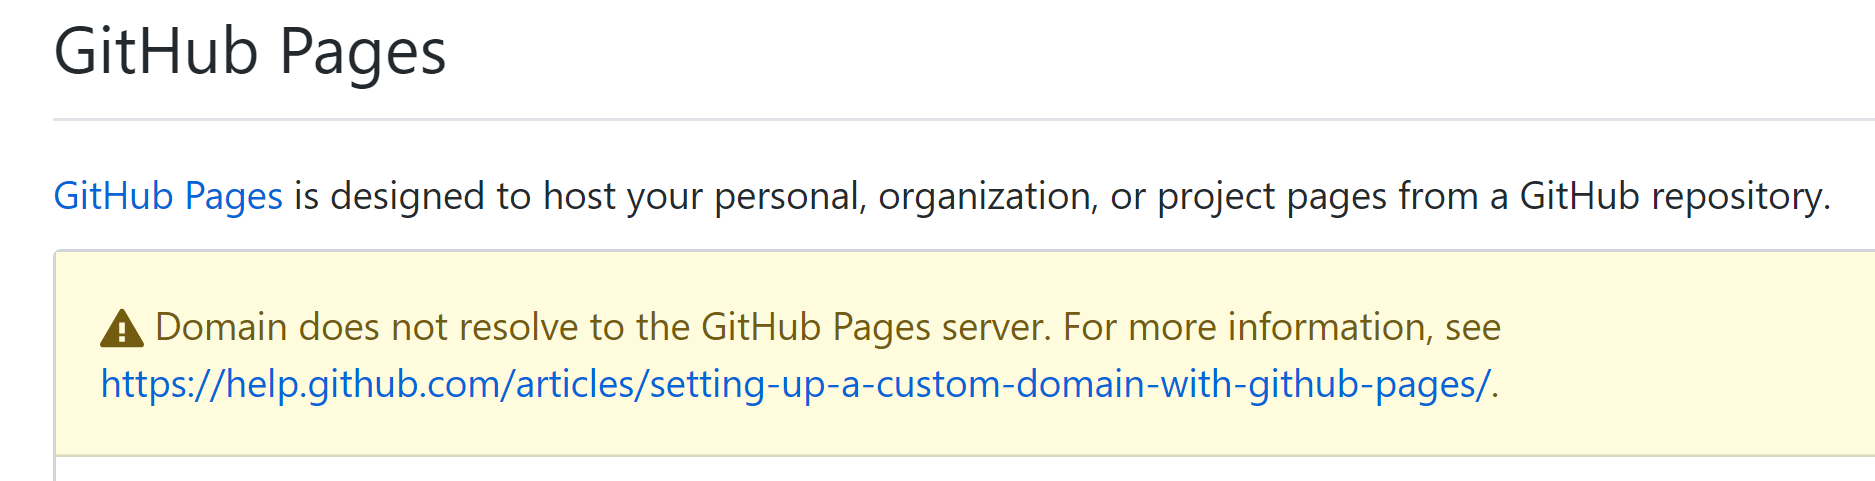 GitHub Pages
GitHub Pages is designed to host your personal, organization, or project pages from a GitHub repository.
Domain does not resolve to the GitHub Pages server. For more information, see
https://help.github.com/articles/setting-up-a-custom-domain-with-github-pages/.